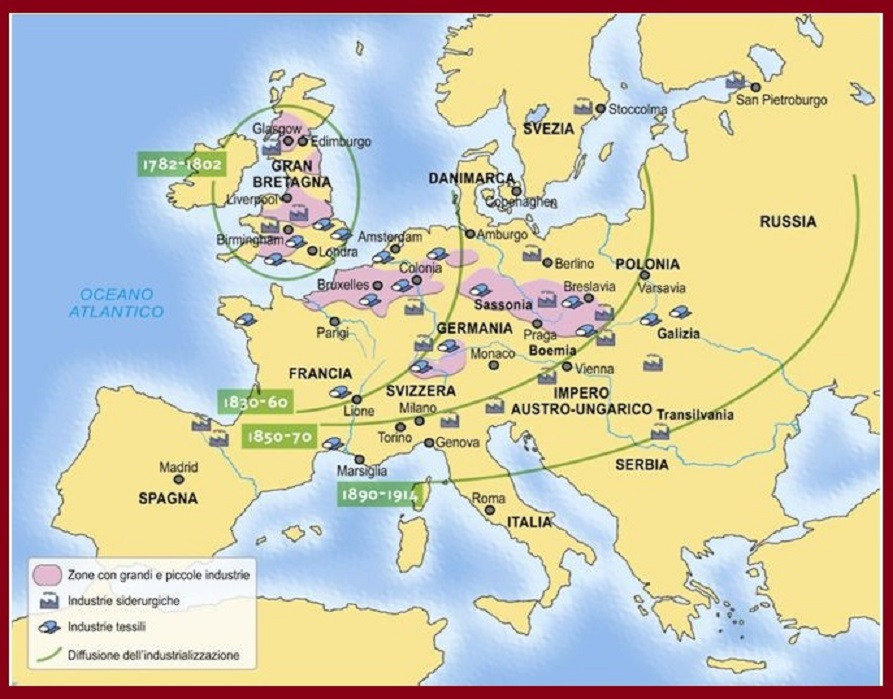 San Pietroburgo
Stoccolma
SVEZIA
Glasgow
Edimburgo
1782-1802
GRAN
BRETAGNA
DANIMARCA
Copenaghen
Liverpool
RUSSIA
Birmingham
Londra
Amsterdam
Amburgo
Berlino
POLONIA
Varsavia
Colonia
Bruxelles
Breslavia
Sassonia
OCEANO
ATLANTICO
Parigi
GERMANIA
Praga
Boemia
Galizia
Monaco
Vienna
FRANCIA
SVIZZERA
IMPERO
AUSTRO-UNGARICO
1830-60
Lione
Milano
Transilvania
1850-70
Torino
Genova
Marsiglia
SERBIA
Madrid
SPAGNA
1890-1914
Roma
ITALIA
Zone con grandi e piccole industrie
Industrie siderurgiche
Industrie tessili
Diffusione dell'industrializzazione